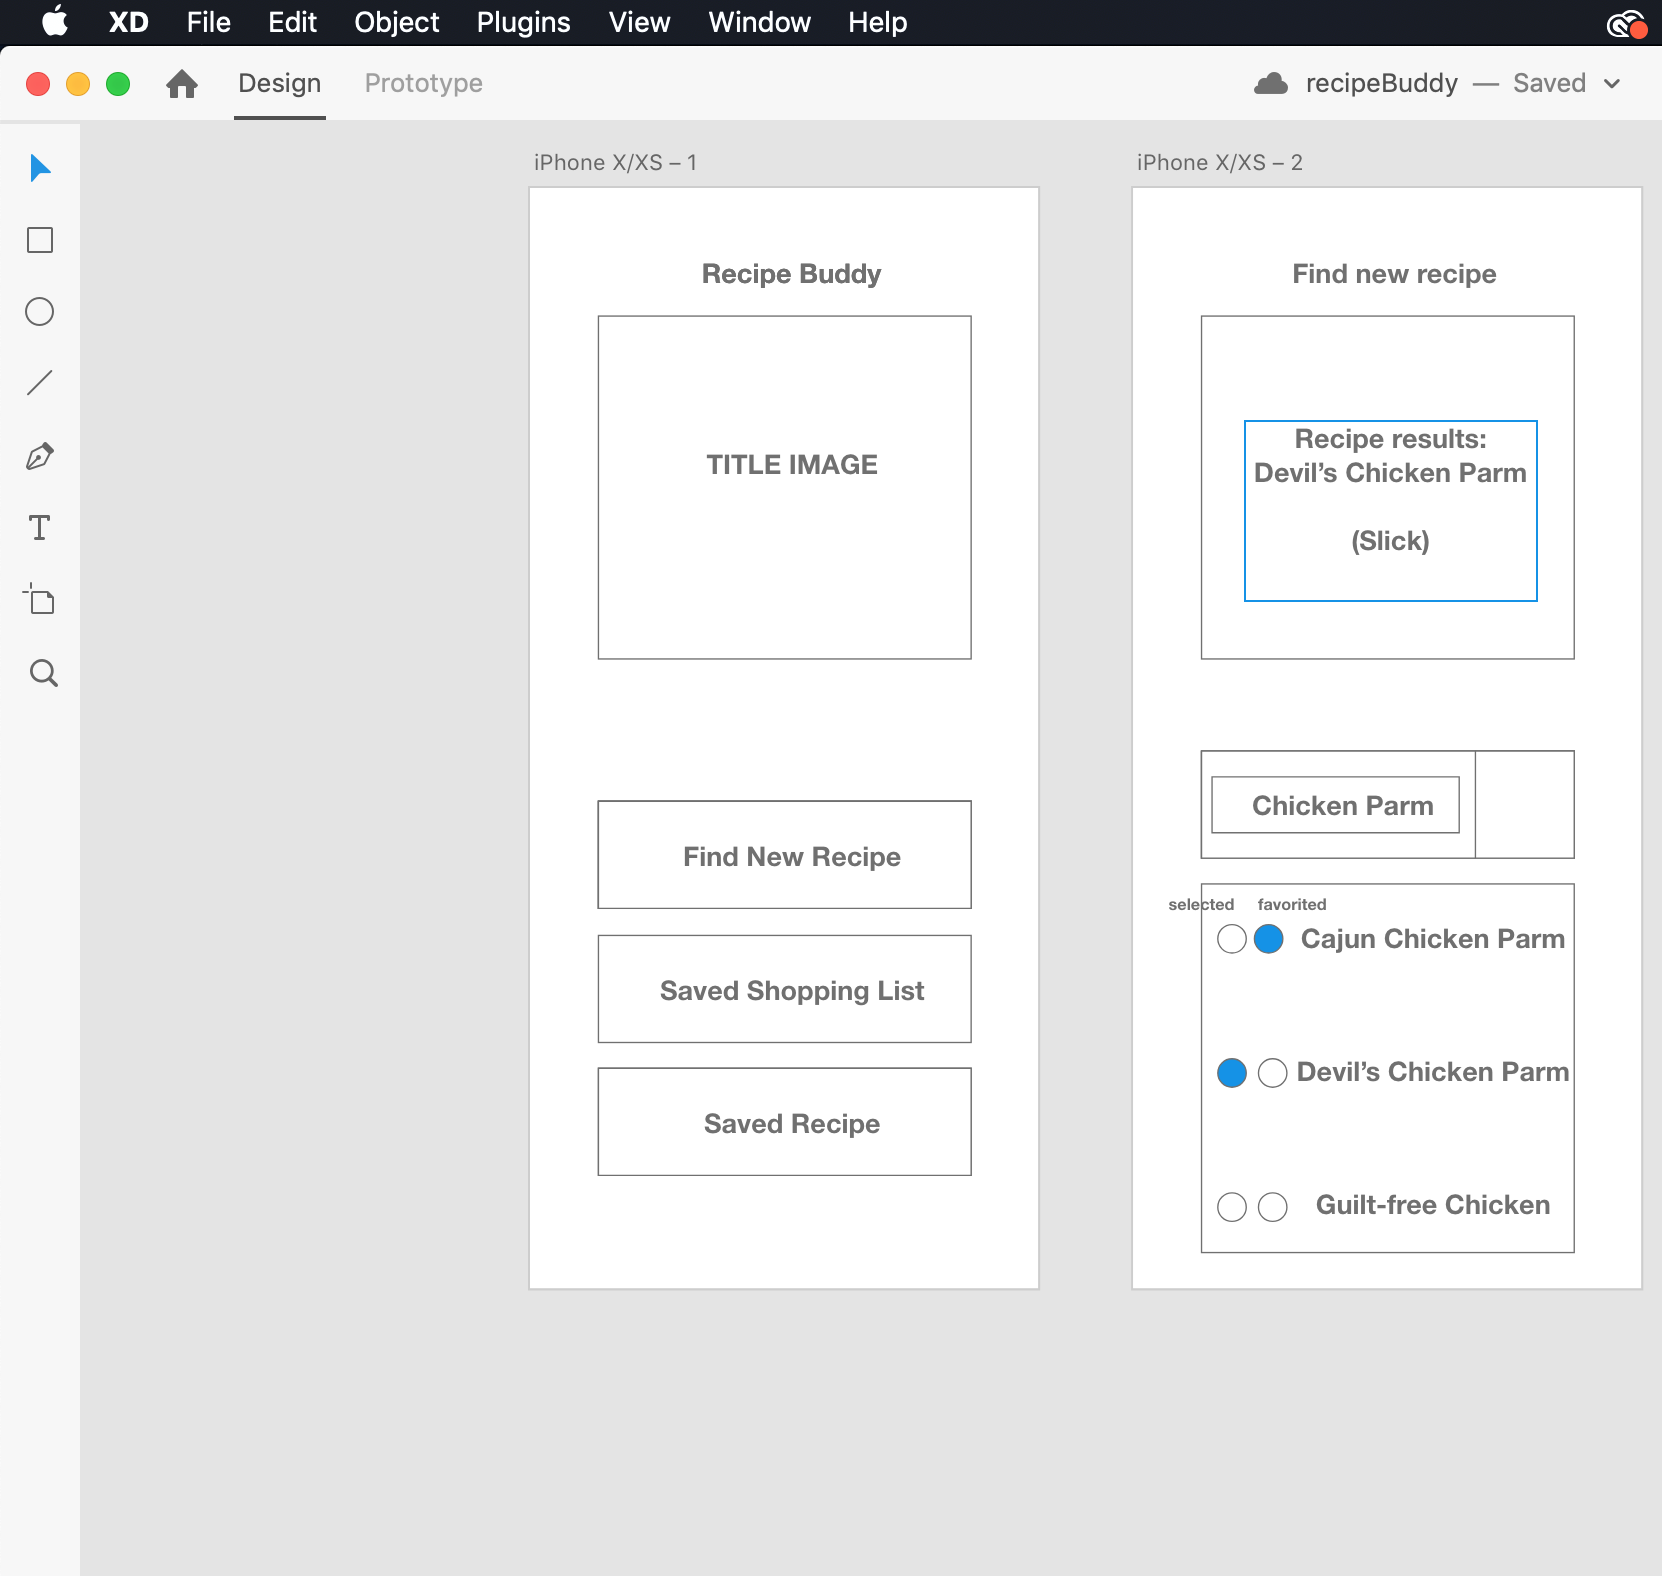 XD File Edit Object Plugins View Window Help
Design Prototype recipeBuddy — Saved
iPhone X/XS – 1
Recipe Buddy
TITLE IMAGE
Find New Recipe
Saved Shopping List
Saved Recipe
iPhone X/XS – 2
Find new recipe
Recipe results:
Devil’s Chicken Parm
(Slick)
Chicken Parm
selected favorited
Cajun Chicken Parm
Devil’s Chicken Parm
Guilt-free Chicken